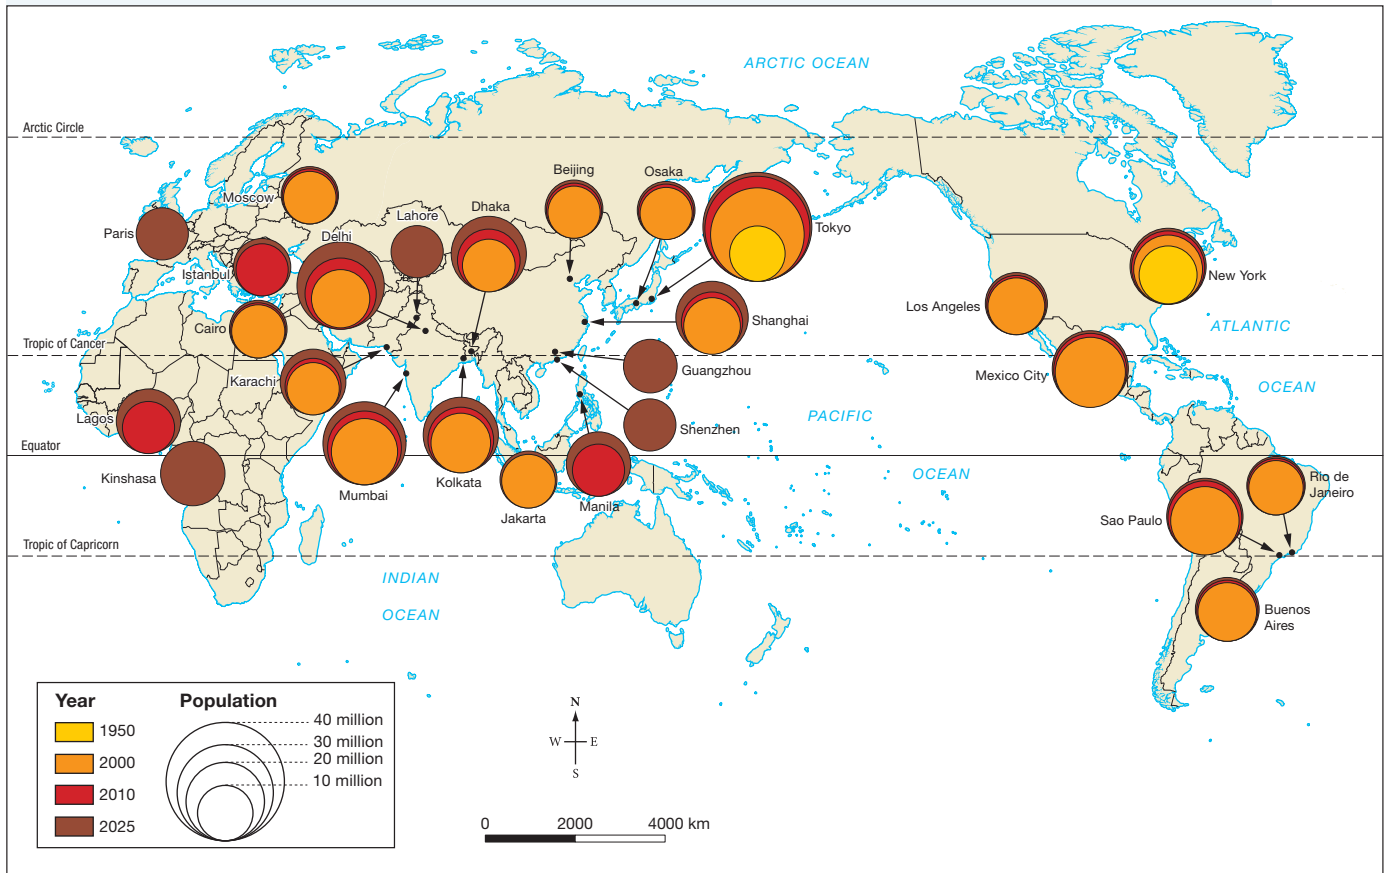 ARCTIC OCEAN
Arctic Circle
Beijing
Osaka
Moscow
Dhaka
Lahore
Paris
Delhi
Tokyo
Istanbul
New York
Los Angeles
Cairo
Shanghai
ATLANTIC
OCEAN
Tropic of Cancer
Guangzhou
Mexico City
Karachi
PACIFIC
OCEAN
Lagos
Shenzhen
Equator
Kinshasa
Kolkata
Mumbai
Rio de
Janeiro
Manila
Jakarta
Sao Paulo
Tropic of Capricorn
INDIAN
OCEAN
Buenos
Aires
Year
1950
2000
2010
2025
Population
40 million
30 million
20 million
10 million
N
W E
S
0 2000 4000 km